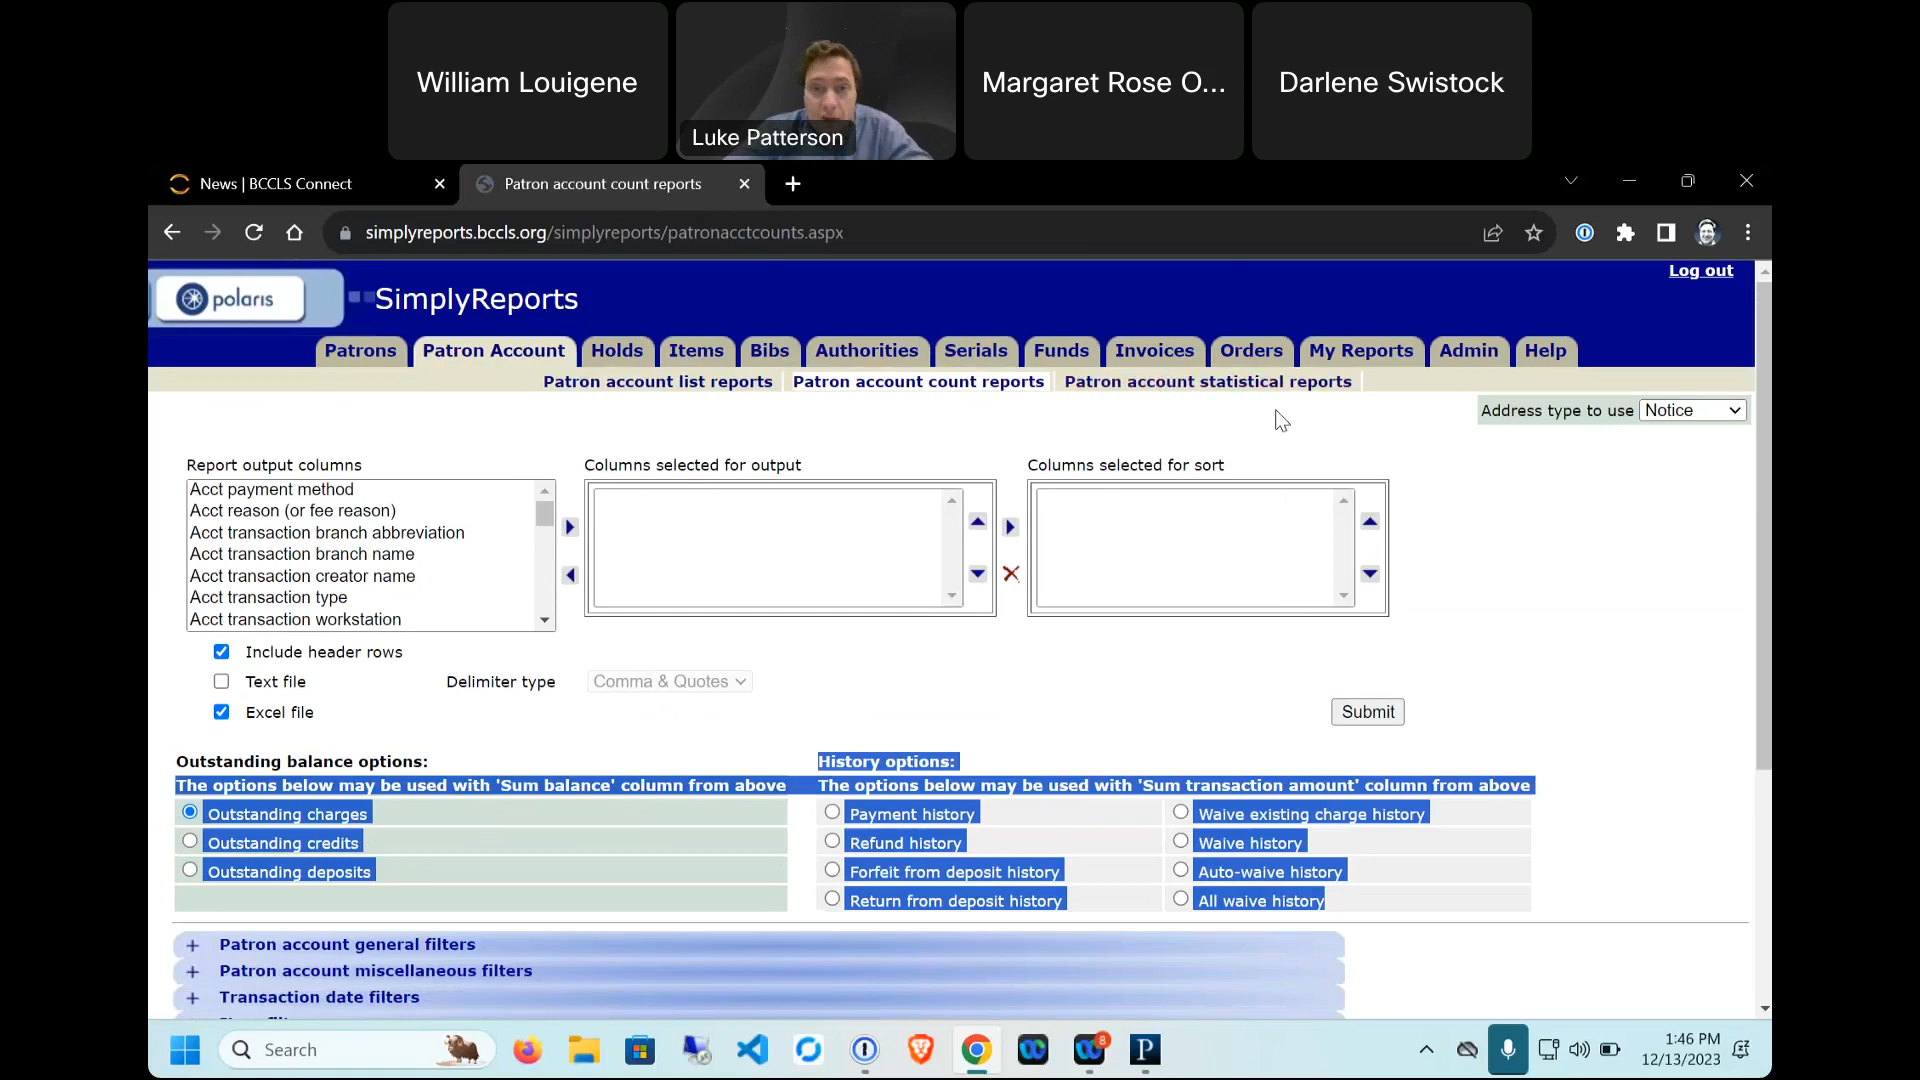 William Louigene
Luke Patterson
Margaret Rose O...
Darlene Swistock
News | BCCLS Connect
Patron account count reports
simplyreports.bccls.org/simplyreports/patronacctcounts.aspx
Log out
polaris
SimplyReports
Patrons
Patron Account
Holds
Items
Bibs
Authorities
Serials
Funds
Invoices
Orders
My Reports
Admin
Help
Patron account list reports
Patron account count reports
Patron account statistical reports
Address type to use
Notice
Report output columns
Columns selected for output
Columns selected for sort
Acct payment method
Acct reason (or fee reason)
Acct transaction branch abbreviation
Acct transaction branch name
Acct transaction creator name
Acct transaction type
Acct transaction workstation
Include header rows
Text file
Delimiter type
Comma & Quotes
Excel file
Submit
Outstanding balance options:
The options below may be used with 'Sum balance' column from above
Outstanding charges
Outstanding credits
Outstanding deposits
History options:
The options below may be used with 'Sum transaction amount' column from above
Payment history
Waive existing charge history
Refund history
Waive history
Forfeit from deposit history
Auto-waive history
Return from deposit history
All waive history
Patron account general filters
Patron account miscellaneous filters
Transaction date filters
Search
8
P
1:46 PM
12/13/2023